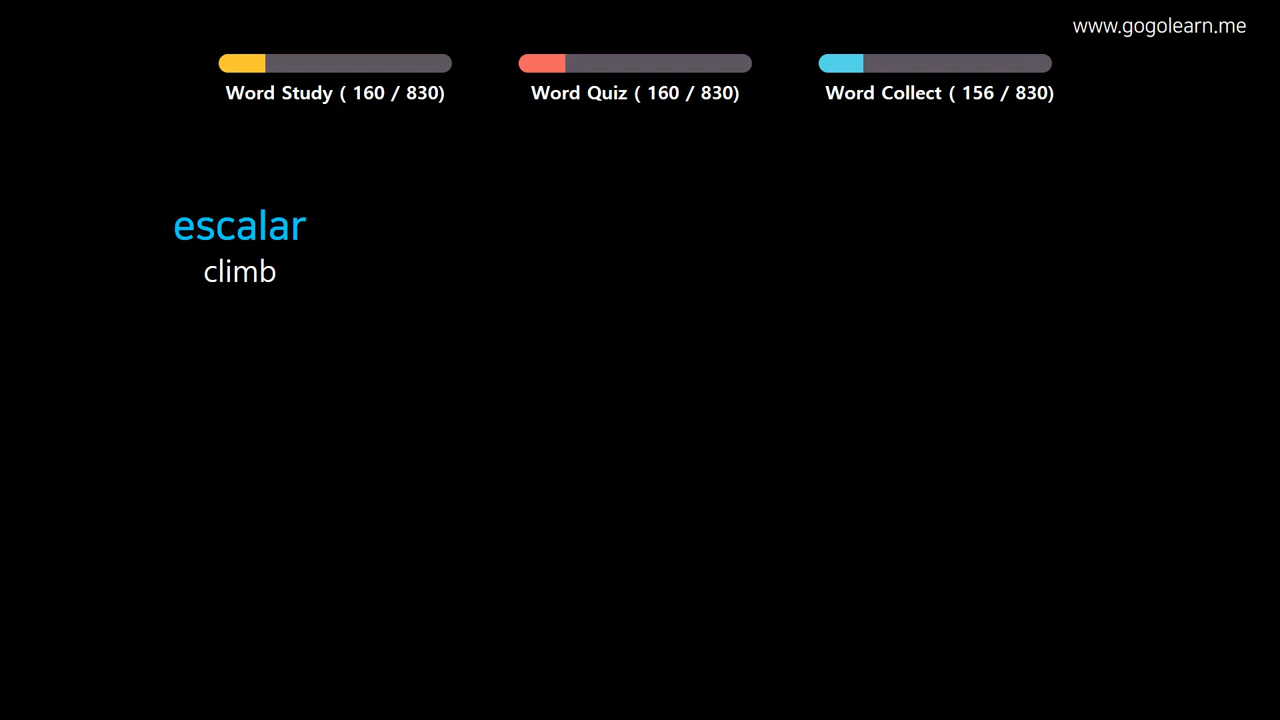 www.gogolearn.me
Word Study ( 160 / 830)
Word Quiz ( 160 / 830)
Word Collect ( 156 / 830)
escalar
climb